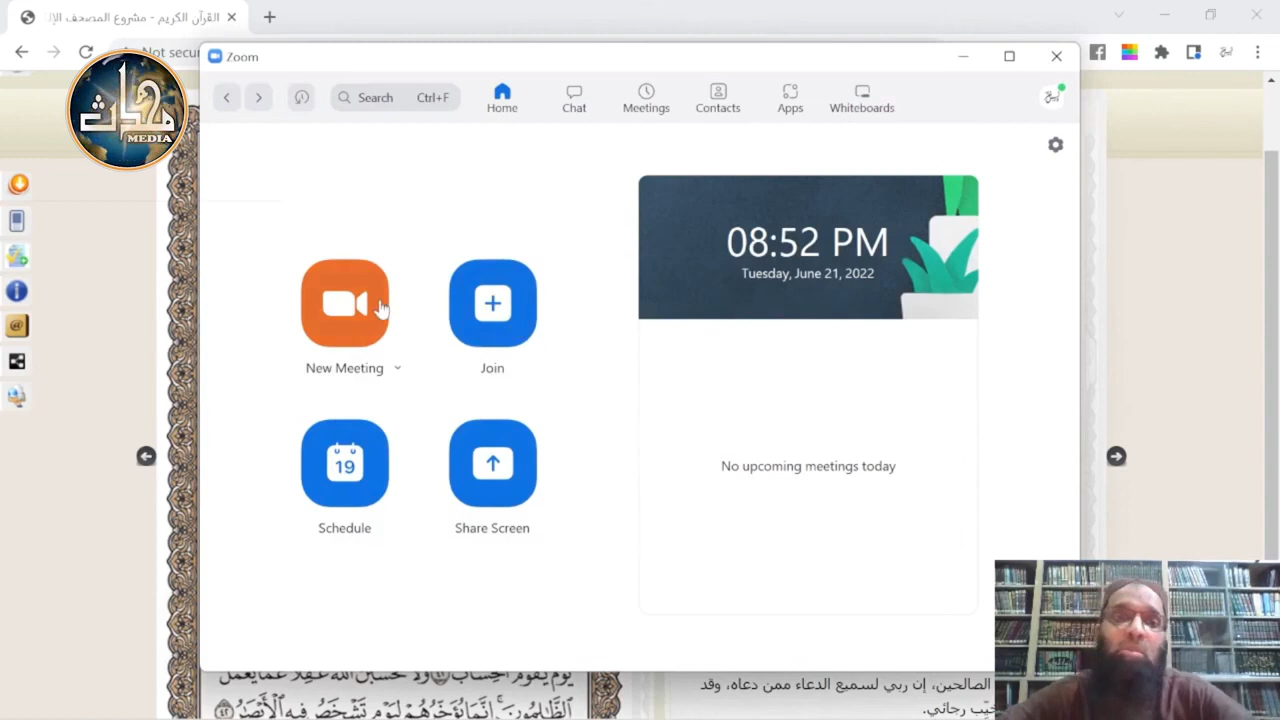 القرآن الكريم - مشروع المصحف الإلـ
Not secu
MEDIA
Zoom
Search Ctrl+F
Home
Chat
Meetings
Contacts
Apps
Whiteboards
08:52 PM
Tuesday, June 21, 2022
New Meeting
Join
19
Schedule
Share Screen
No upcoming meetings today
الصالحين، إن ربي لسميع الدعاء ممن دعاه، وقد